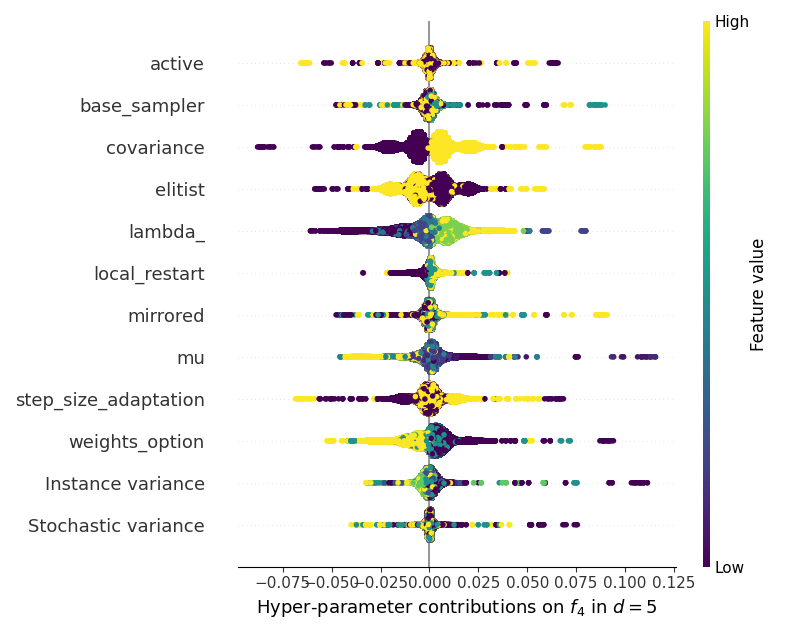 High
active
base_sampler
covariance
elitist
lambda_
local_restart
mirrored
mu
step_size_adaptation
weights_option
Instance variance
Stochastic variance
Feature value
Low
−0.075 −0.050 −0.025 0.000 0.025 0.050 0.075 0.100 0.125
Hyper-parameter contributions on f₄ in d = 5